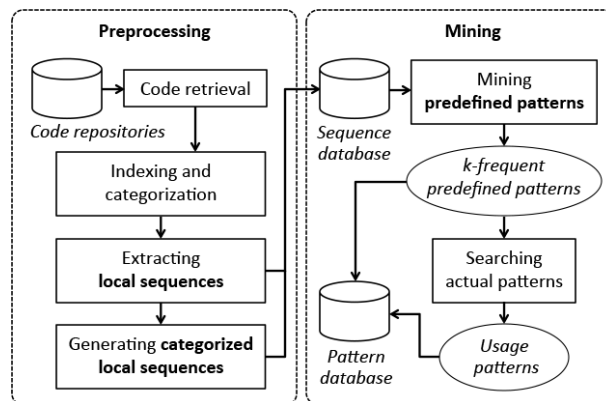 Preprocessing
Code retrieval
Code repositories
Indexing and
categorization
Extracting
local sequences
Generating categorized
local sequences
Mining
Mining
predefined patterns
Sequence
database
k-frequent
predefined patterns
Searching
actual patterns
Pattern
database
Usage
patterns